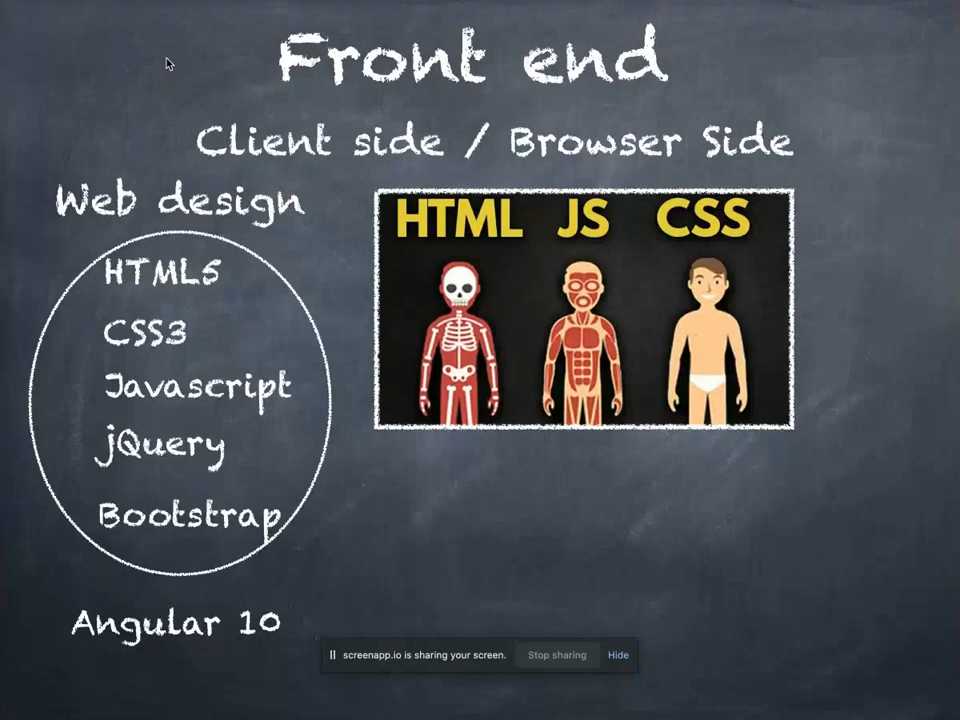 Front end
Client side / Browser Side
Web design
HTML5
CSS3
Javascript
jQuery
Bootstrap
Angular 10
HTML JS CSS
screenapp.io is sharing your screen. Stop sharing Hide